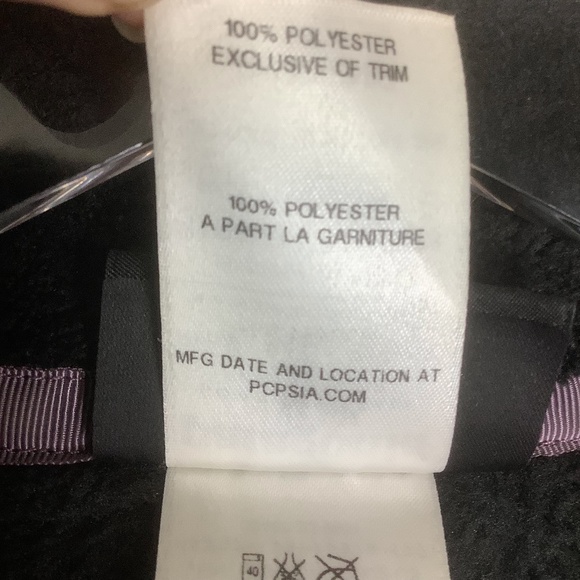 100% POLYESTER
EXCLUSIVE OF TRIM
100% POLYESTER
A PART LA GARNITURE
MFG DATE AND LOCATION AT
PCPSIA.COM
40